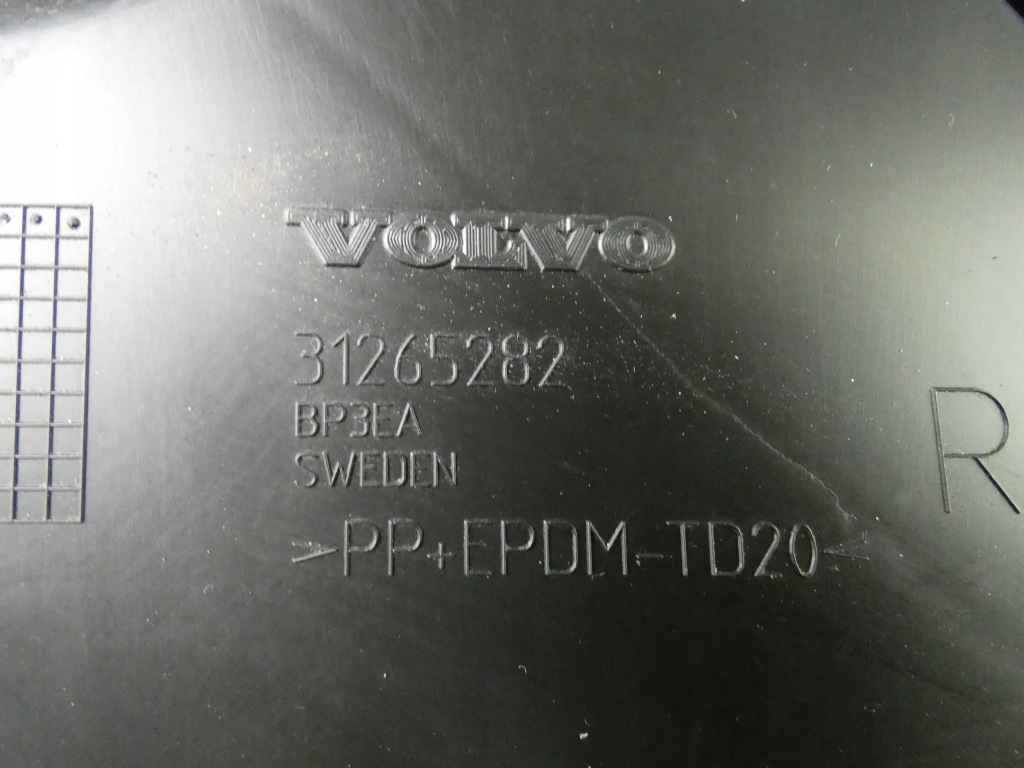 VOLVO
31265282
BP3EA
SWEDEN
>PP+EPDM-TD20<
R